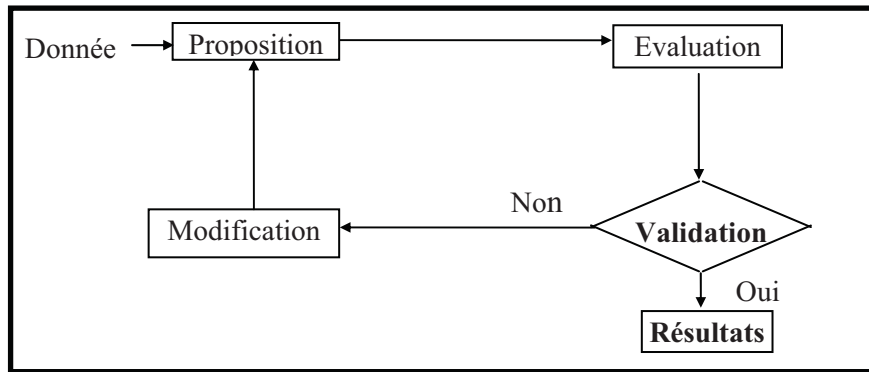 Donnée
Proposition
Evaluation
Non
Modification
Validation
Oui
Résultats